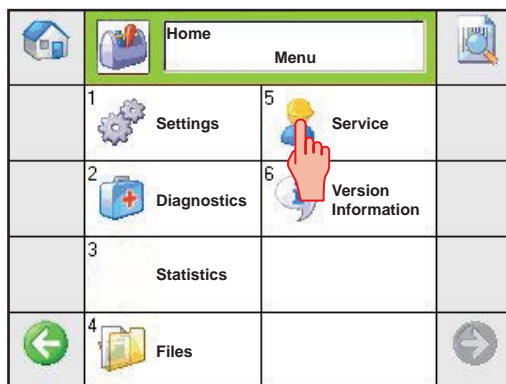 Home
Menu
1
Settings
5
Service
2
Diagnostics
6
Version
Information
3
Statistics
4
Files